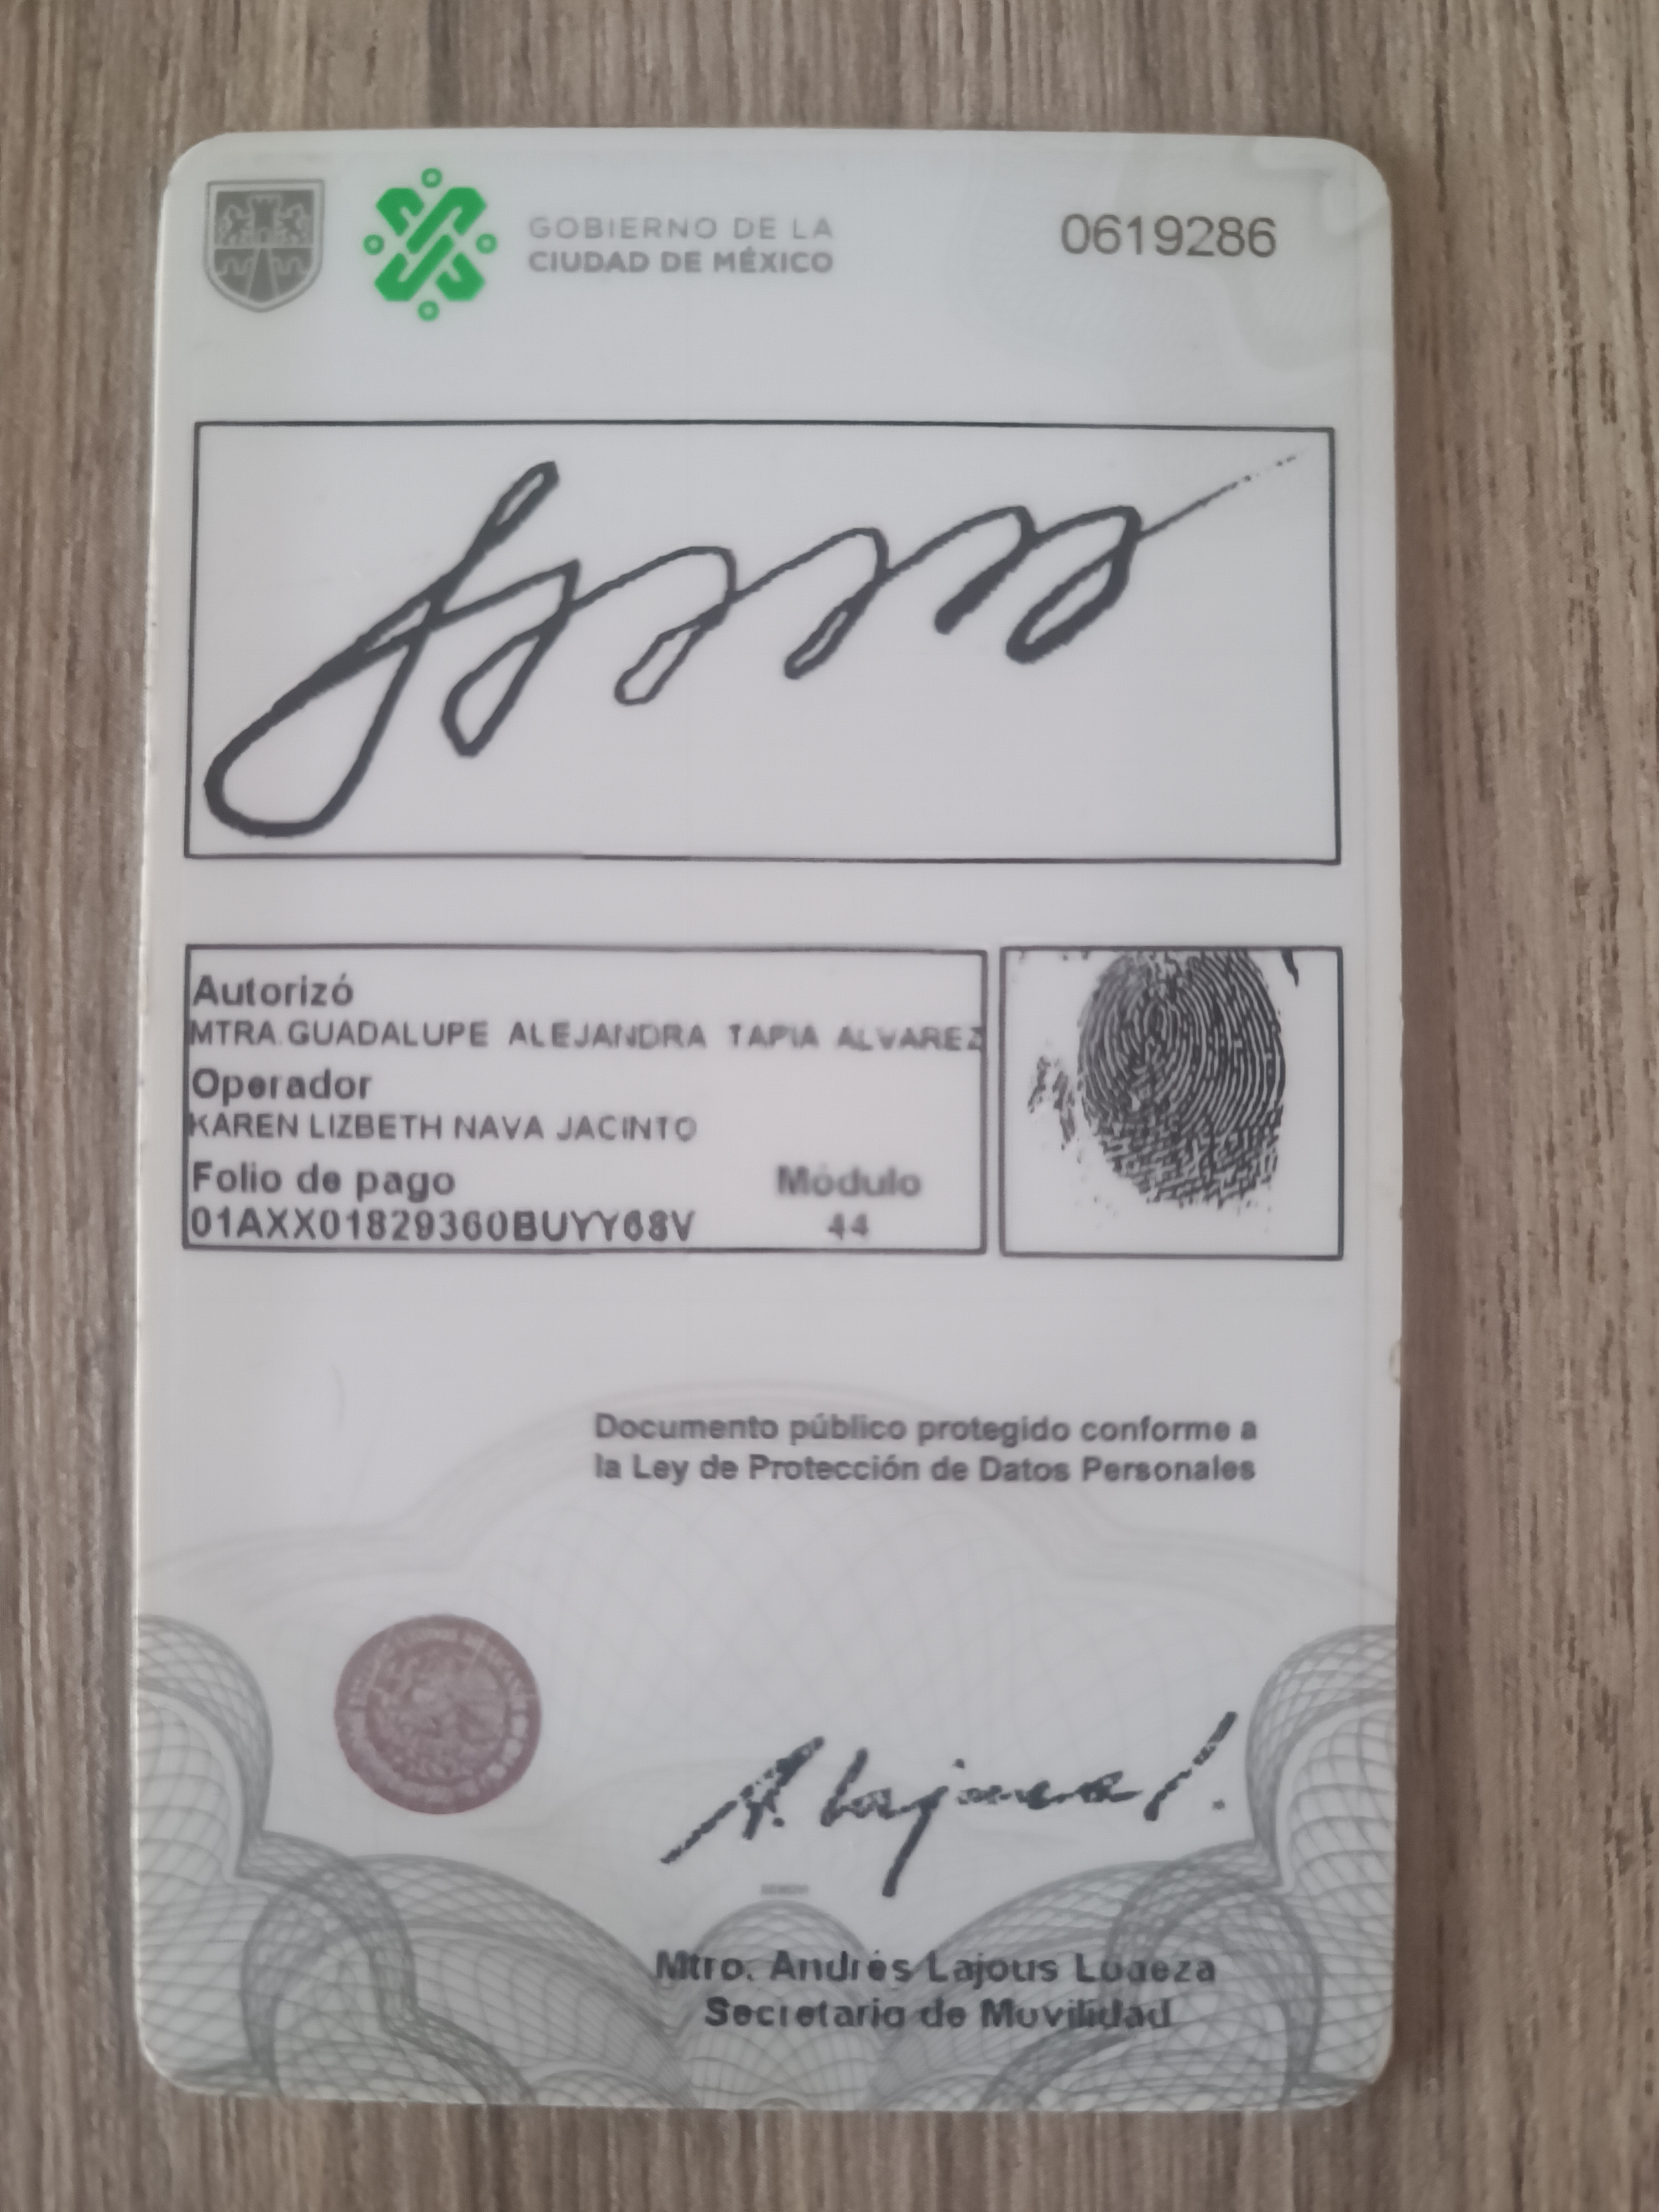 GOBIERNO DE LA
CIUDAD DE MÉXICO
0619286
Autorizó
MTRA.GUADALUPE ALEJANDRA TAPIA ALVAREZ
Operador
KAREN LIZBETH NAVA JACINTO
Folio de pago Módulo
01AXX01829360BUYY68V 44
Documento público protegido conforme a
la Ley de Protección de Datos Personales
A. Lajous L.
Mtro. Andrés Lajous Loaeza
Secretario de Movilidad